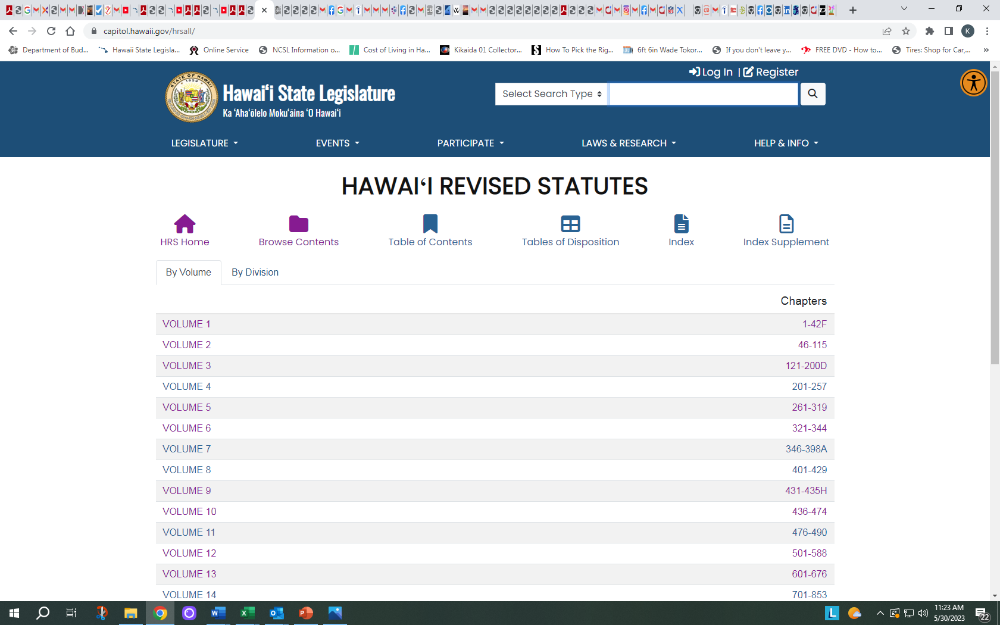 K
capitol.hawaii.gov/hrsall/
Department of Bud...
Hawaii State Legisla...
Online Service
NCSL Information o...
Cost of Living in Ha...
Kikaida 01 Collector...
How To Pick the Rig...
6ft 6in Wade Tokor...
If you don't leave y...
FREE DVD - How to...
Tires: Shop for Car,...
»
Log In | Register
STATE OF HAWAII
1959
Hawaiʻi State Legislature
Ka ʻAhaʻōlelo Mokuʻāina ʻO Hawaiʻi
Select Search Type
LEGISLATURE
EVENTS
PARTICIPATE
LAWS & RESEARCH
HELP & INFO
HAWAIʻI REVISED STATUTES
HRS Home
Browse Contents
Table of Contents
Tables of Disposition
Index
Index Supplement
By Volume
By Division
Chapters
VOLUME 1 1-42F
VOLUME 2 46-115
VOLUME 3 121-200D
VOLUME 4 201-257
VOLUME 5 261-319
VOLUME 6 321-344
VOLUME 7 346-398A
VOLUME 8 401-429
VOLUME 9 431-435H
VOLUME 10 436-474
VOLUME 11 476-490
VOLUME 12 501-588
VOLUME 13 601-676
VOLUME 14 701-853
L
11:23 AM
5/30/2023
22